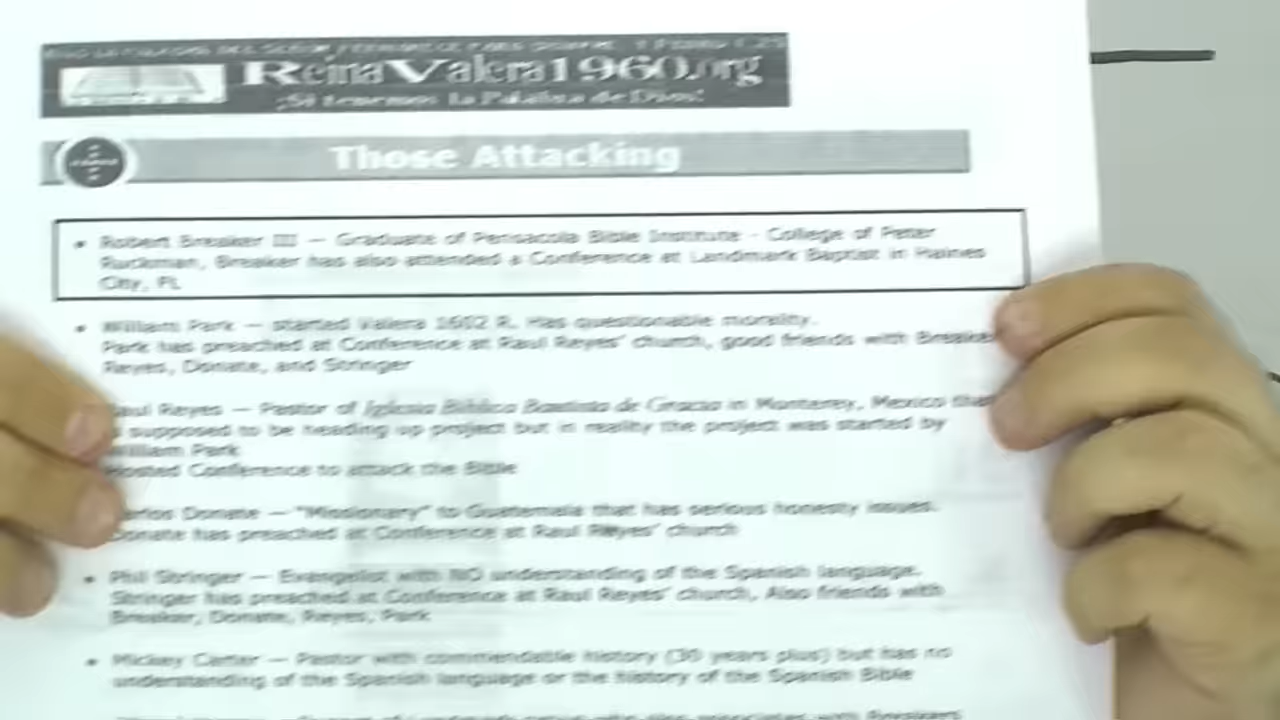 ReinaValera1960.org
¡Si tenemos la Palabra de Dios!
Those Attacking
• Robert Breaker III — Graduate of Pensacola Bible Institute - College of Peter
Ruckman, Breaker has also attended a Conference at Landmark Baptist in Haines
City, FL
• William Park — started Valera 1602 R. Has questionable morality.
Park has preached at Conference at Raul Reyes' church, good friends with Breaker
Reyes, Donate, and Stringer
Raul Reyes — Pastor of Iglesia Biblica Bautista de Gracia in Monterey, Mexico that
supposed to be heading up project but in reality the project was started by
William Park
Hosted Conference to attack the Bible
Donate — "Missionary" to Guatemala that has serious honesty issues.
Donate has preached at Conference at Raul Reyes' church
• Phil Stringer — Evangelist with NO understanding of the Spanish language.
Stringer has preached at Conference at Raul Reyes' church, Also friends with
Breaker, Donate, Reyes, Park
• Mickey Carter — Pastor with commendable history (30 years plus) but has no
understanding of the Spanish language or the history of the Spanish Bible